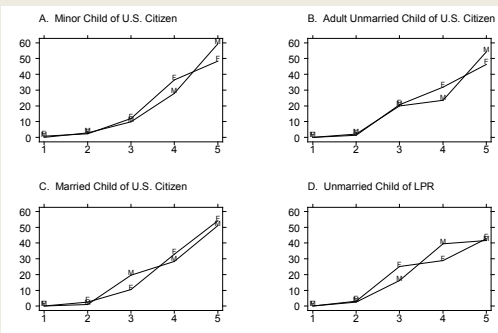 A. Minor Child of U.S. Citizen
60
50
40
30
20
10
0
M
F
F
M
F
M
1 2 3 4 5
B. Adult Unmarried Child of U.S. Citizen
60
50
40
30
20
10
0
M
F
F
M
1 2 3 4 5
C. Married Child of U.S. Citizen
60
50
40
30
20
10
0
F
M
F
M
M
F
F
1 2 3 4 5
D. Unmarried Child of LPR
60
50
40
30
20
10
0
M
F
F
M
1 2 3 4 5